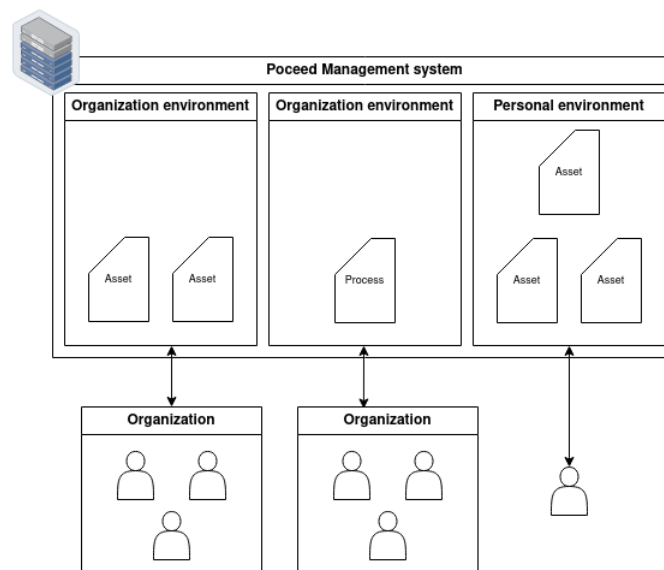 Poceed Management system
Organization environment
Organization environment
Personal environment
Asset
Asset
Asset
Process
Asset
Asset
Organization
Organization